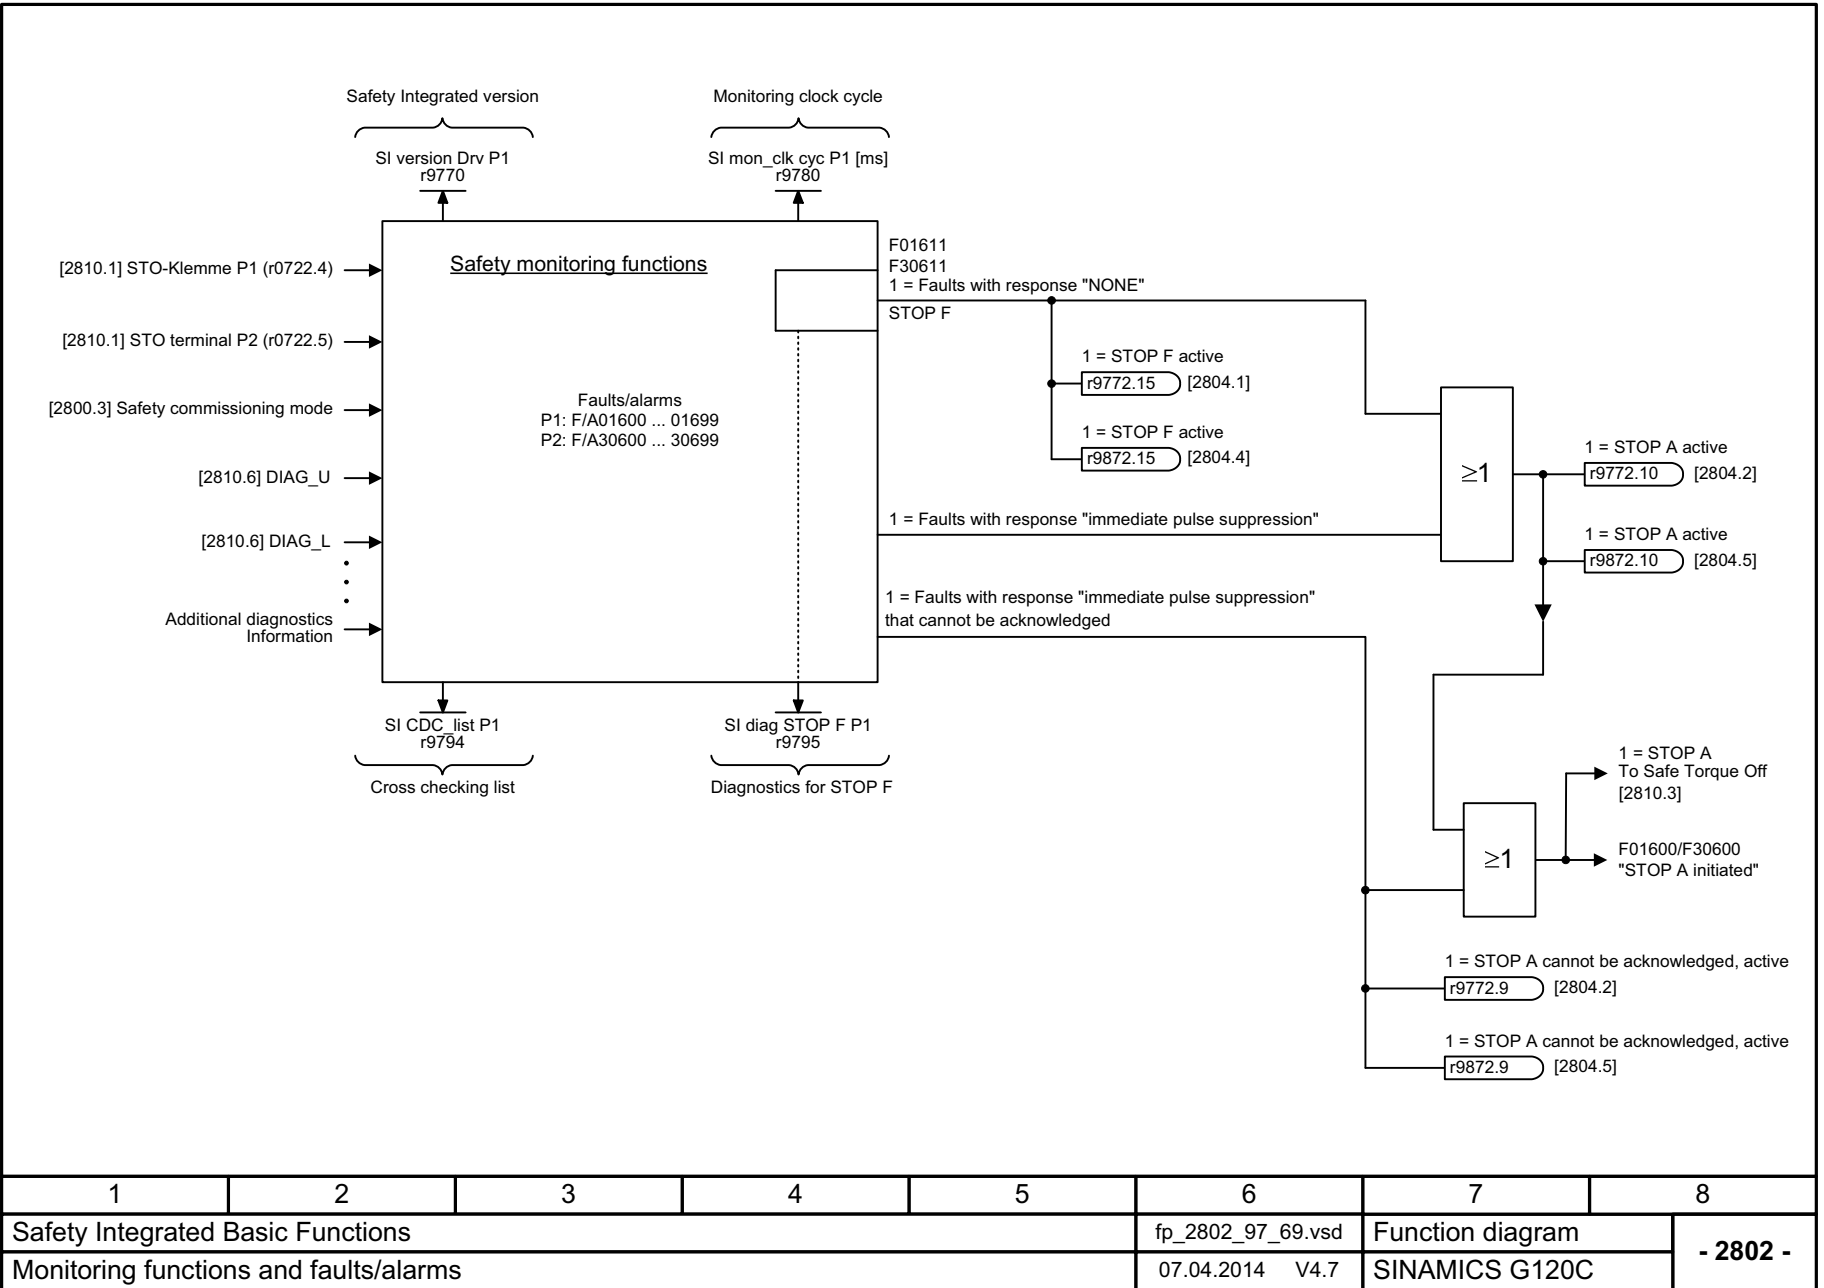 Safety Integrated version
Monitoring clock cycle
SI version Drv P1
r9770
SI mon_clk cyc P1 [ms]
r9780
[2810.1] STO-Klemme P1 (r0722.4)
[2810.1] STO terminal P2 (r0722.5)
[2800.3] Safety commissioning mode
[2810.6] DIAG_U
[2810.6] DIAG_L
Additional diagnostics
Information
Safety monitoring functions
Faults/alarms
P1: F/A01600 ... 01699
P2: F/A30600 ... 30699
F01611
F30611
1 = Faults with response "NONE"
STOP F
1 = STOP F active
r9772.15 [2804.1]
1 = STOP F active
r9872.15 [2804.4]
1 = Faults with response "immediate pulse suppression"
1 = Faults with response "immediate pulse suppression"
that cannot be acknowledged
≥1
1 = STOP A active
r9772.10 [2804.2]
1 = STOP A active
r9872.10 [2804.5]
SI CDC_list P1
r9794
Cross checking list
SI diag STOP F P1
r9795
Diagnostics for STOP F
≥1
1 = STOP A
To Safe Torque Off
[2810.3]
F01600/F30600
"STOP A initiated"
1 = STOP A cannot be acknowledged, active
r9772.9 [2804.2]
1 = STOP A cannot be acknowledged, active
r9872.9 [2804.5]
1 2 3 4 5 6 7 8
Safety Integrated Basic Functions
fp_2802_97_69.vsd
Function diagram
- 2802 -
Monitoring functions and faults/alarms
07.04.2014 V4.7
SINAMICS G120C